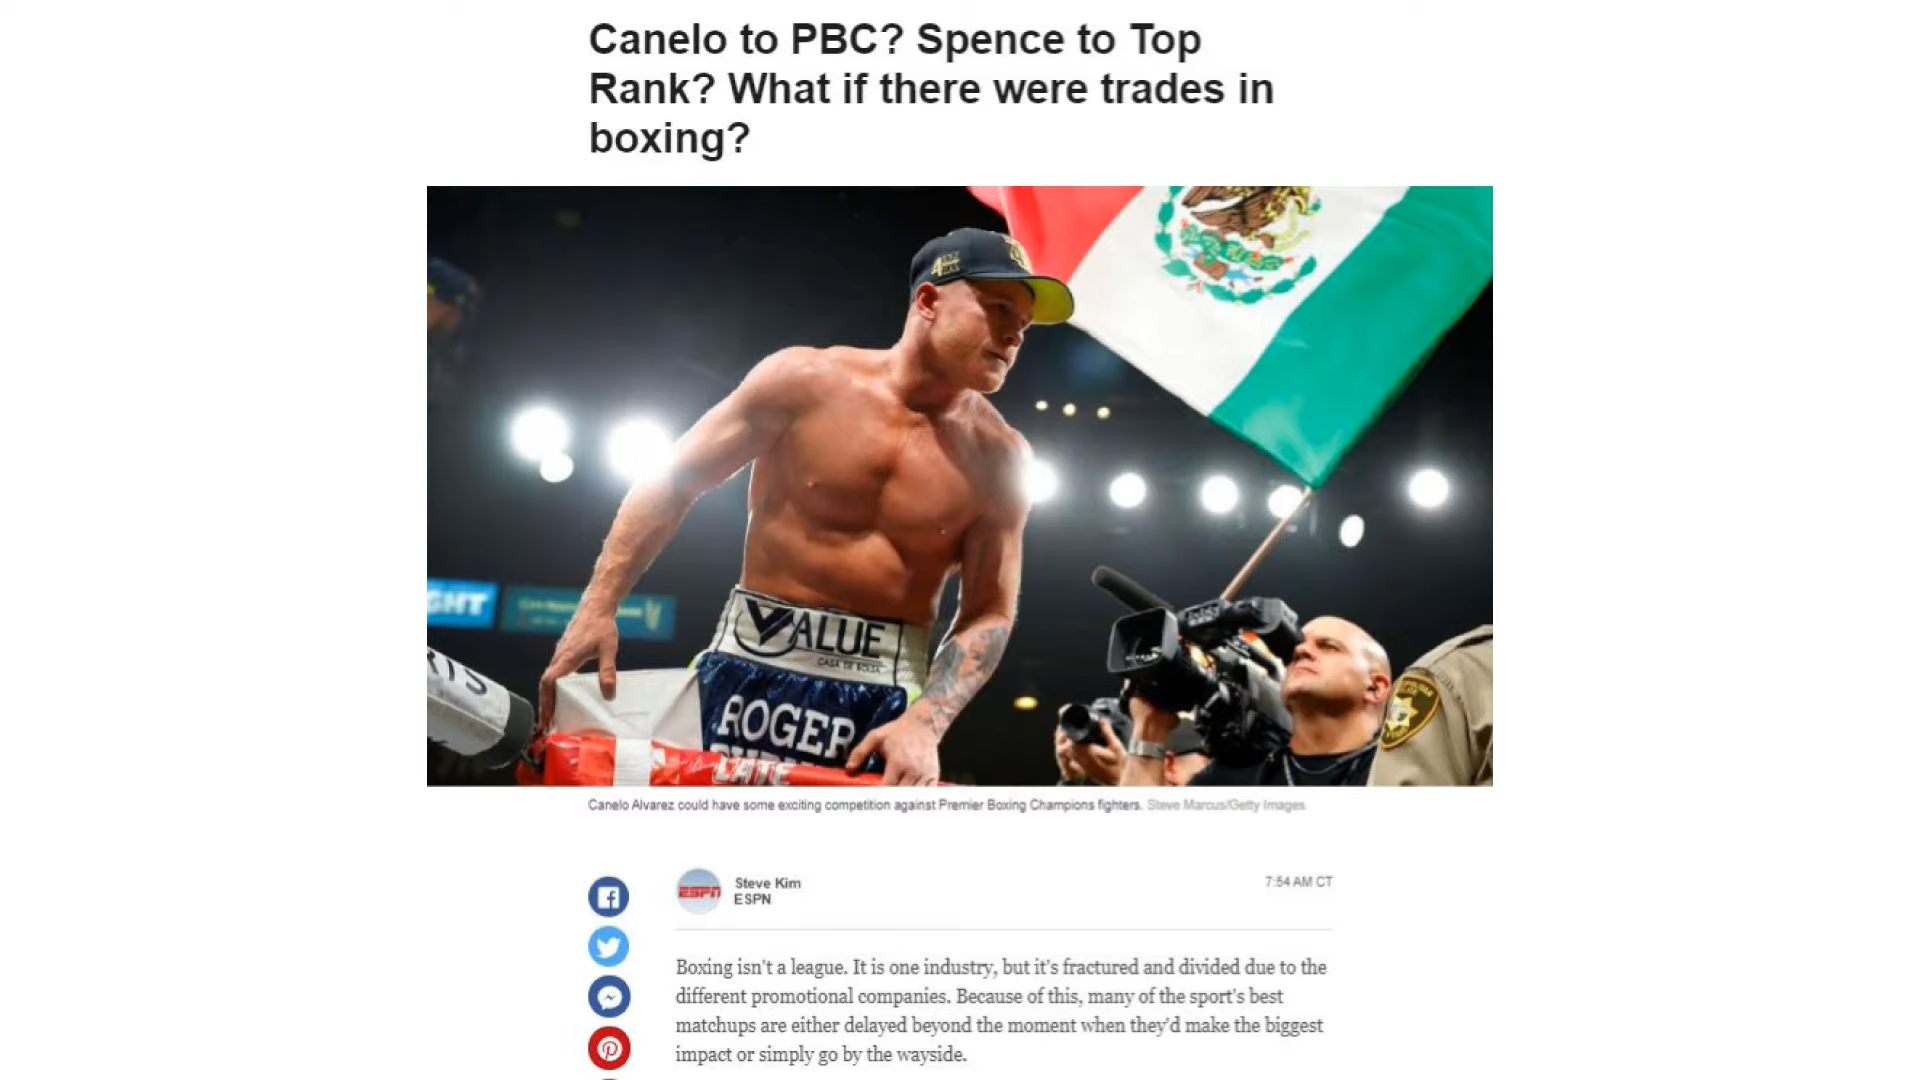 Canelo to PBC? Spence to Top
Rank? What if there were trades in
boxing?
VALUE
CASA DE BOLSA
ROGER
Canelo Alvarez could have some exciting competition against Premier Boxing Champions fighters. Steve Marcus/Getty Images
ESPN
Steve Kim
ESPN
7:54 AM CT
Boxing isn't a league. It is one industry, but it's fractured and divided due to the
different promotional companies. Because of this, many of the sport's best
matchups are either delayed beyond the moment when they'd make the biggest
impact or simply go by the wayside.